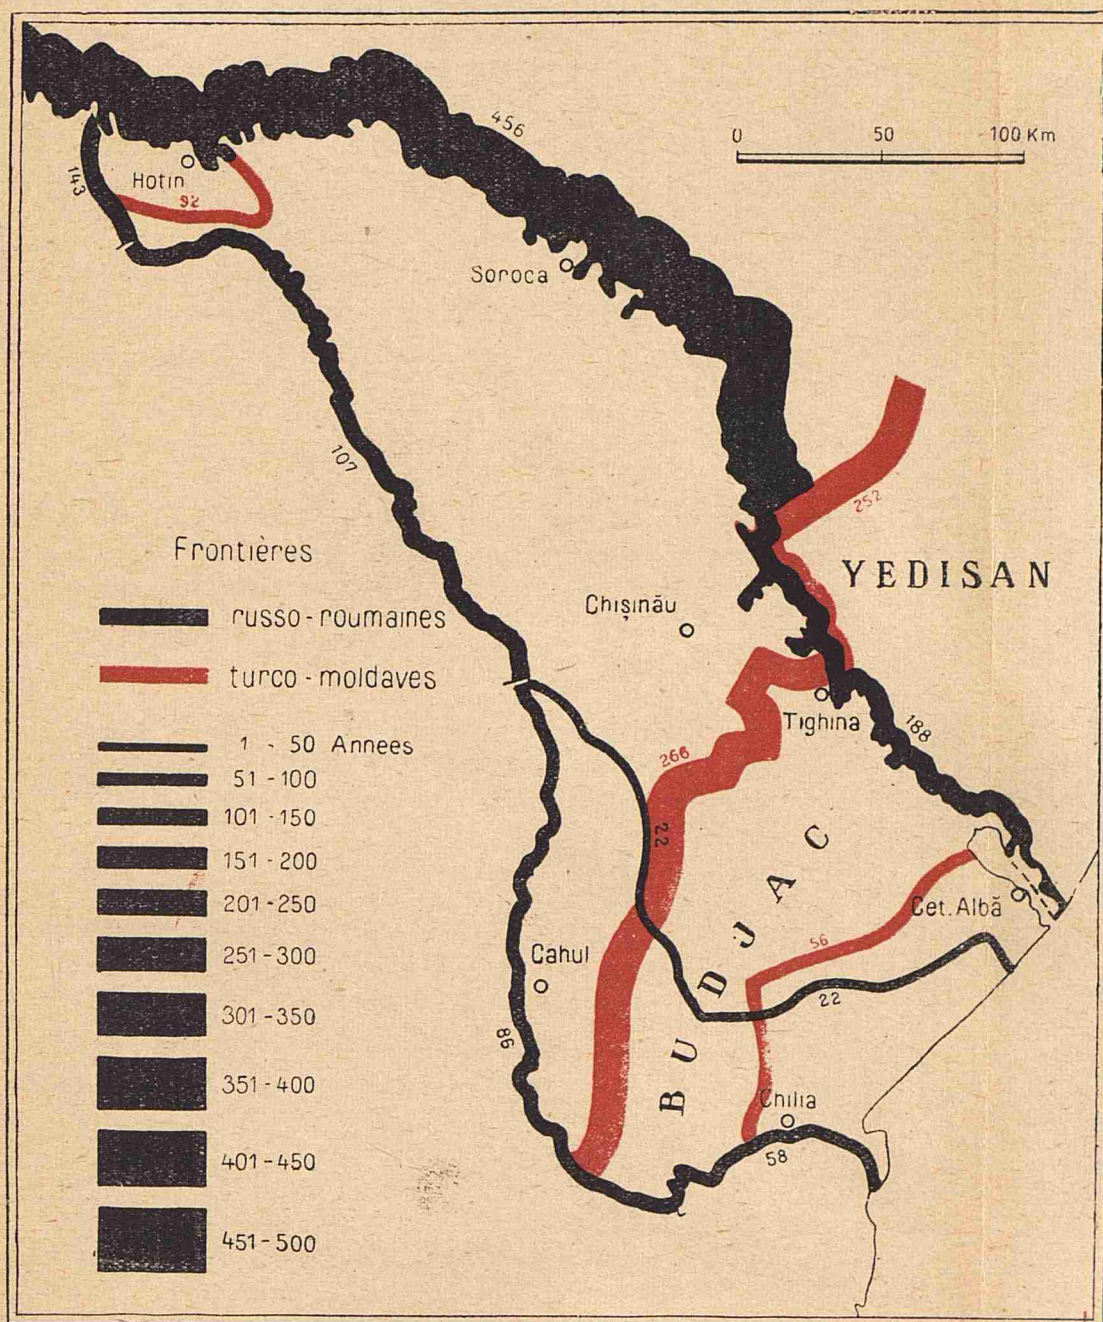 456
0 50 100 Km
143
Hotin
92
Soroca
107
252
YEDISAN
Frontières
russo-roumaines
turco-moldaves
1 - 50 Annees
51-100
101-150
151-200
201-250
251-300
301-350
351-400
401-450
451-500
Chişinău
Tighina
188
266
22
BUDJAC
Cet. Albă
56
22
Cahul
86
Chilia
58